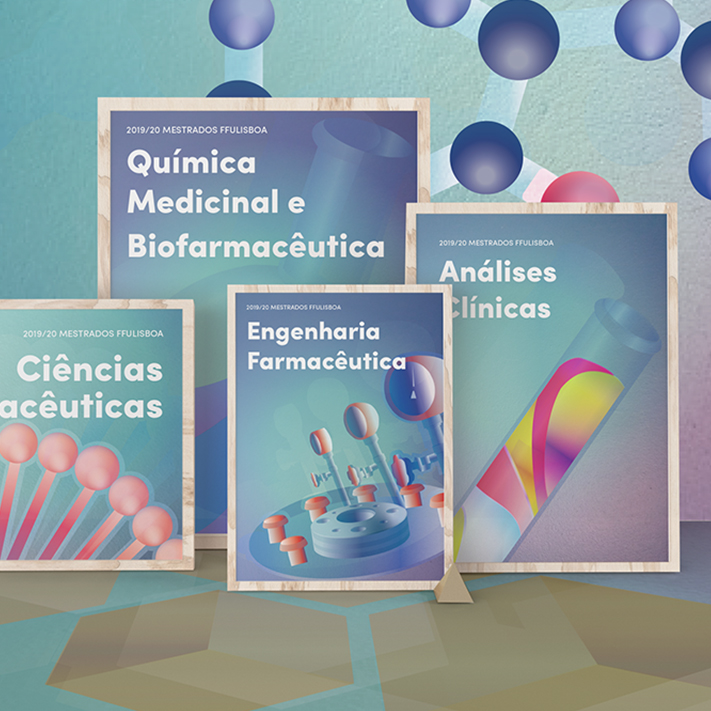 2019/20 MESTRADOS FFULISBOA
Química
Medicinal e
Biofarmacêutica
2019/20 MESTRADOS FFULISBOA
Análises
Clínicas
2019/20 MESTRADOS FFULISBOA
Ciências
acêuticas
2019/20 MESTRADOS FFULISBOA
Engenharia
Farmacêutica